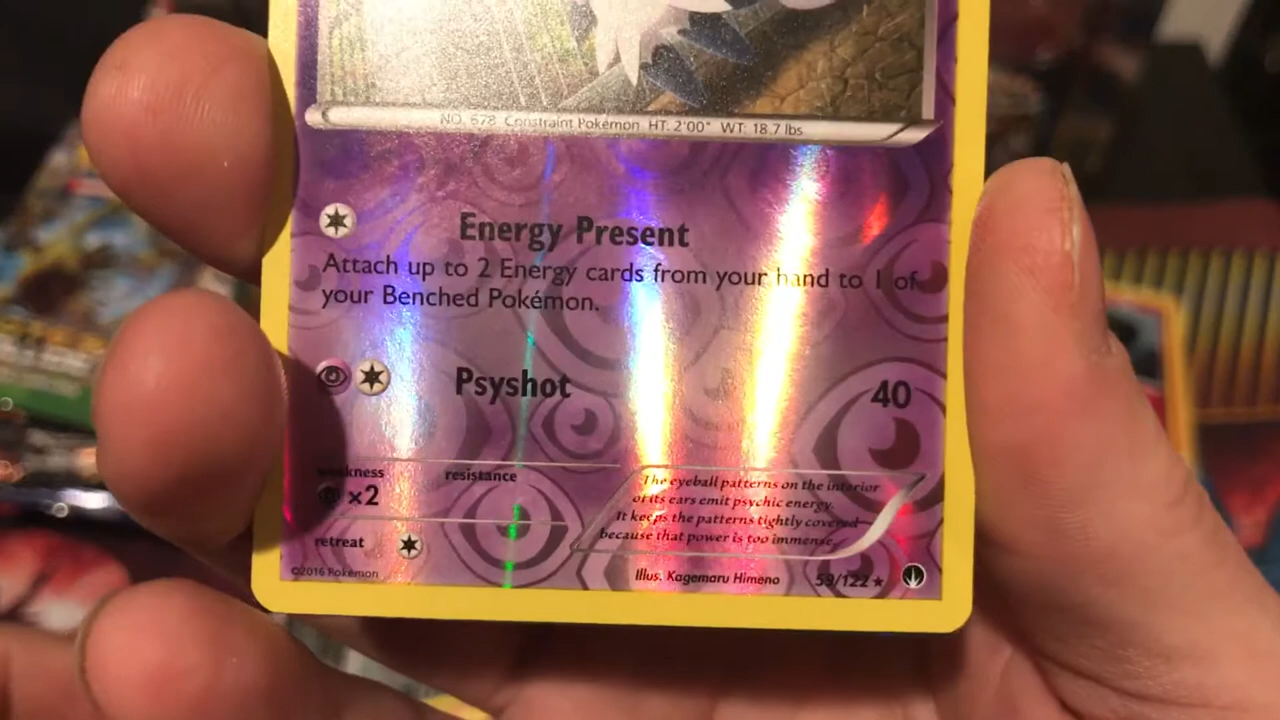 NO. 678 Constraint Pokémon HT: 2'00" WT: 18.7 lbs
Energy Present
Attach up to 2 Energy cards from your hand to 1 of
your Benched Pokémon.
Psyshot 40
weakness resistance
×2
retreat
The eyeball patterns on the interior
of its ears emit psychic energy.
It keeps the patterns tightly covered
because that power is too immense.
©2016 Pokémon Illus. Kagemaru Himeno 59/122 ★